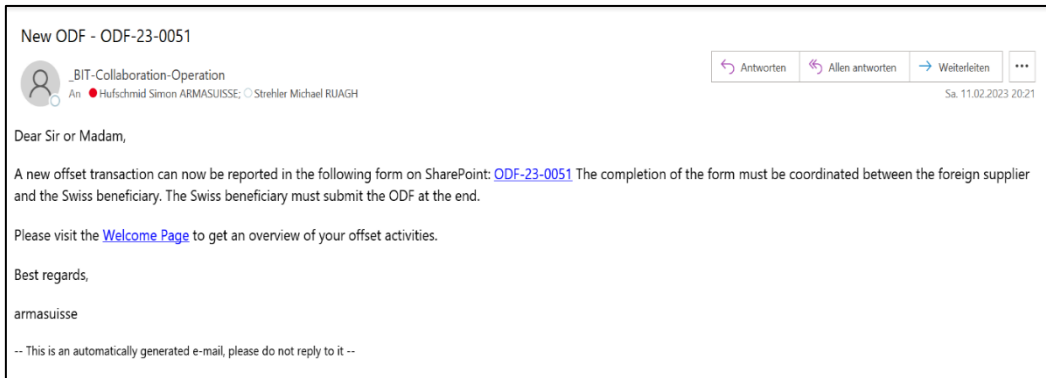 New ODF - ODF-23-0051
_BIT-Collaboration-Operation
An Hufschmid Simon ARMASUISSE; Strehler Michael RUAGH
Antworten Allen antworten Weiterleiten ...
Sa. 11.02.2023 20:21
Dear Sir or Madam,
A new offset transaction can now be reported in the following form on SharePoint: ODF-23-0051 The completion of the form must be coordinated between the foreign supplier
and the Swiss beneficiary. The Swiss beneficiary must submit the ODF at the end.
Please visit the Welcome Page to get an overview of your offset activities.
Best regards,
armasuisse
-- This is an automatically generated e-mail, please do not reply to it --